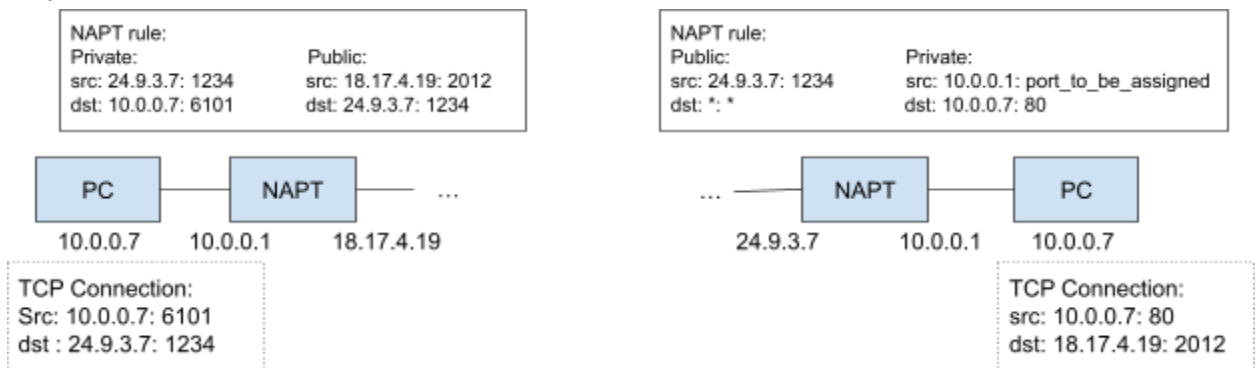 NAPT rule:
Private: Public:
src: 24.9.3.7: 1234 src: 18.17.4.19: 2012
dst: 10.0.0.7: 6101 dst: 24.9.3.7: 1234
NAPT rule:
Public: Private:
src: 24.9.3.7: 1234 src: 10.0.0.1: port_to_be_assigned
dst: *: * dst: 10.0.0.7: 80
PC NAPT ...
10.0.0.7 10.0.0.1 18.17.4.19
... NAPT PC
24.9.3.7 10.0.0.1 10.0.0.7
TCP Connection:
Src: 10.0.0.7: 6101
dst : 24.9.3.7: 1234
TCP Connection:
src: 10.0.0.7: 80
dst: 18.17.4.19: 2012